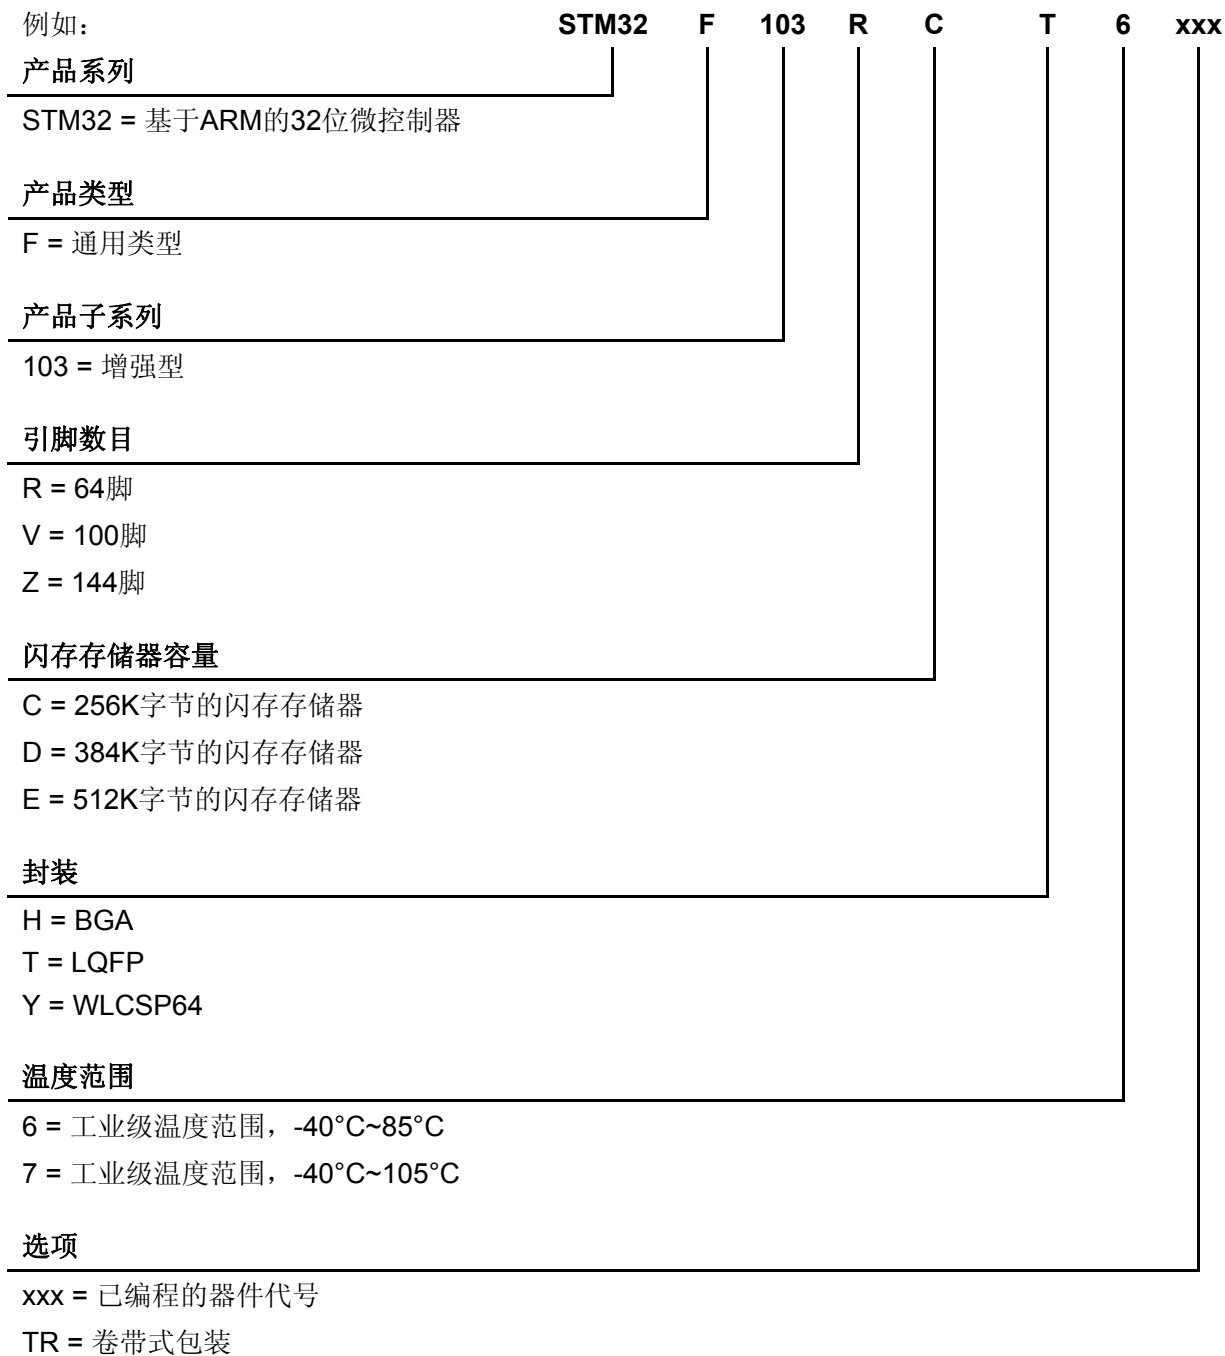 例如： STM32 F 103 R C T 6 xxx
产品系列
STM32 = 基于ARM的32位微控制器
产品类型
F = 通用类型
产品子系列
103 = 增强型
引脚数目
R = 64脚
V = 100脚
Z = 144脚
闪存存储器容量
C = 256K字节的闪存存储器
D = 384K字节的闪存存储器
E = 512K字节的闪存存储器
封装
H = BGA
T = LQFP
Y = WLCSP64
温度范围
6 = 工业级温度范围，-40°C~85°C
7 = 工业级温度范围，-40°C~105°C
选项
xxx = 已编程的器件代号
TR = 卷带式包装